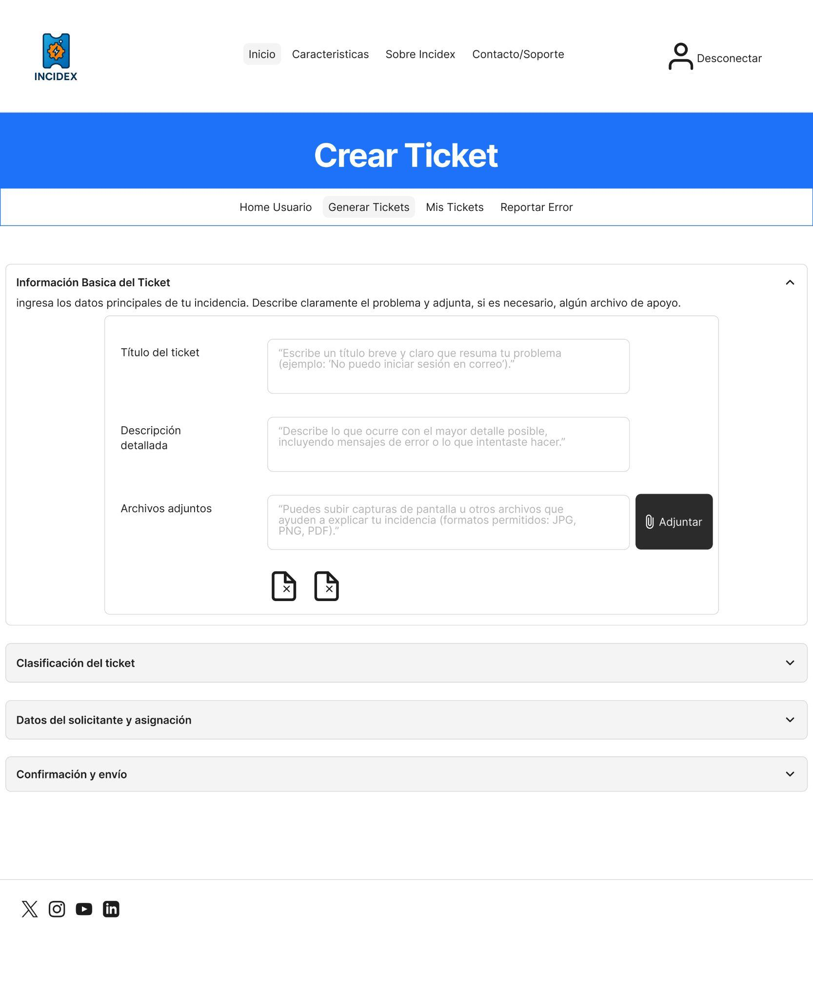 INCIDEX
Inicio
Caracteristicas
Sobre Incidex
Contacto/Soporte
Desconectar
Crear Ticket
Home Usuario
Generar Tickets
Mis Tickets
Reportar Error
Información Basica del Ticket
ingresa los datos principales de tu incidencia. Describe claramente el problema y adjunta, si es necesario, algún archivo de apoyo.
Título del ticket
“Escribe un título breve y claro que resuma tu problema
(ejemplo: ‘No puedo iniciar sesión en correo’).”
Descripción
detallada
“Describe lo que ocurre con el mayor detalle posible,
incluyendo mensajes de error o lo que intentaste hacer.”
Archivos adjuntos
“Puedes subir capturas de pantalla u otros archivos que
ayuden a explicar tu incidencia (formatos permitidos: JPG,
PNG, PDF).”
Adjuntar
Clasificación del ticket
Datos del solicitante y asignación
Confirmación y envío